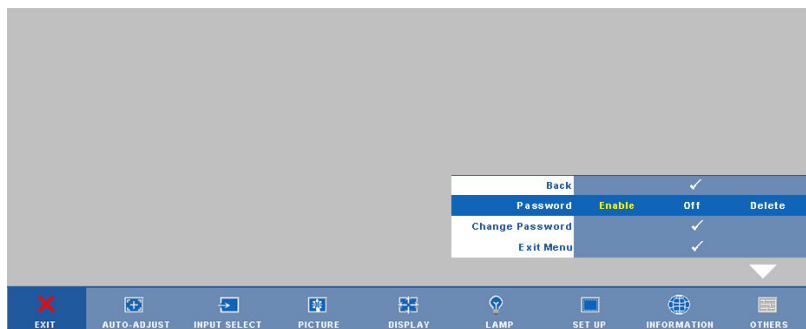 Back
Password Enable Off Delete
Change Password
Exit Menu
EXIT AUTO-ADJUST INPUT SELECT PICTURE DISPLAY LAMP SET UP INFORMATION OTHERS